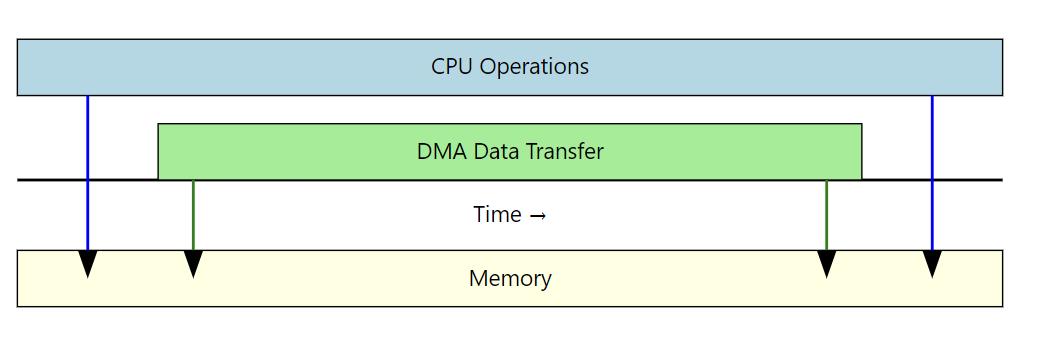 CPU Operations
DMA Data Transfer
Time →
Memory